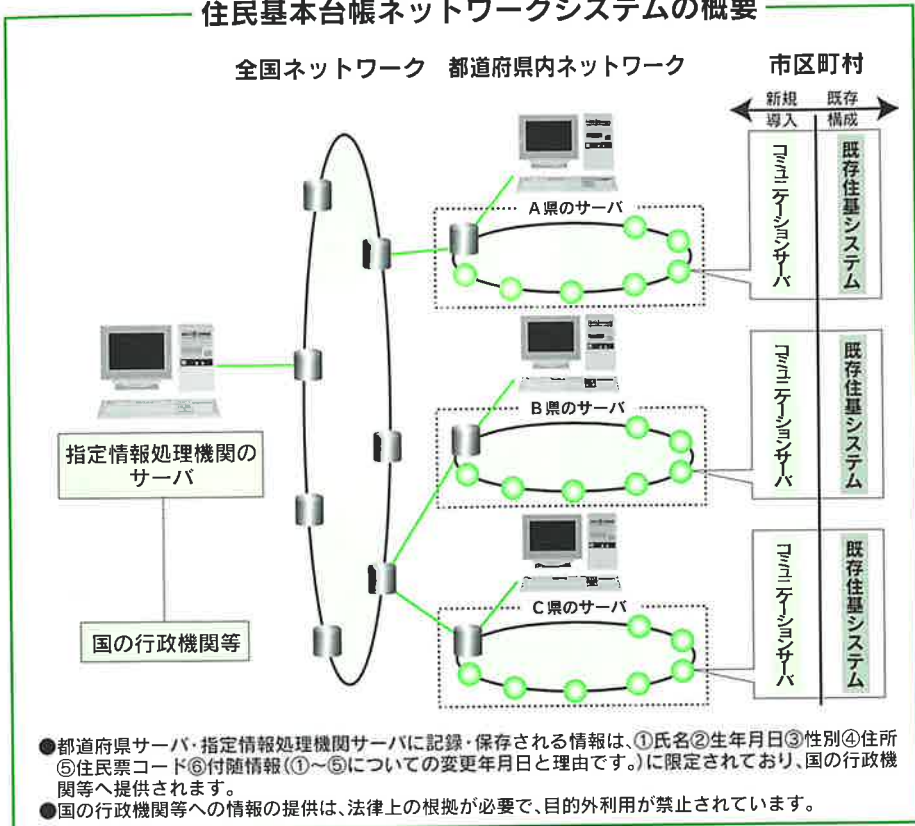 住民基本台帳ネットワークシステムの概要
全国ネットワーク
都道府県内ネットワーク
市区町村
新規
既存
導入
構成
A県のサーバ
コミュニケーションサーバ
既存住基システム
B県のサーバ
コミュニケーションサーバ
既存住基システム
指定情報処理機関の
サーバ
C県のサーバ
コミュニケーションサーバ
既存住基システム
国の行政機関等
●都道府県サーバ・指定情報処理機関サーバに記録・保存される情報は、①氏名②生年月日③性別④住所
⑤住民票コード⑥付随情報(①〜⑤についての変更年月日と理由です。)に限定されており、国の行政機
関等へ提供されます。
●国の行政機関等への情報の提供は、法律上の根拠が必要で、目的外利用が禁止されています。